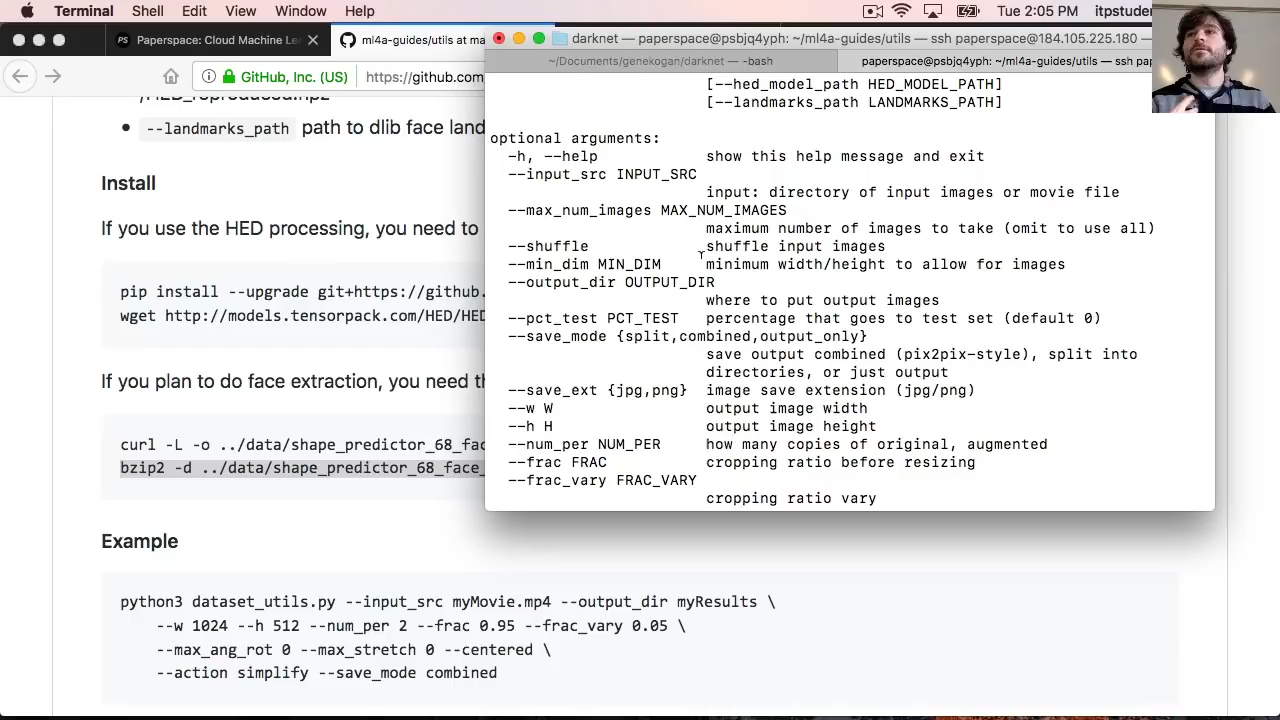 Terminal Shell Edit View Window Help Tue 2:05 PM itpstuden
Paperspace: Cloud Machine Le
ml4a-guides/utils at ma
darknet — paperspace@psbjq4yph: ~/ml4a-guides/utils — ssh paperspace@184.105.225.180 —
~/Documents/genekogan/darknet — -bash
paperspace@psbjq4yph: ~/ml4a-guides/utils — ssh pap
GitHub, Inc. (US)
https://github.com
[--hed_model_path HED_MODEL_PATH]
[--landmarks_path LANDMARKS_PATH]
optional arguments:
-h, --help show this help message and exit
--input_src INPUT_SRC
input: directory of input images or movie file
--max_num_images MAX_NUM_IMAGES
maximum number of images to take (omit to use all)
--shuffle shuffle input images
--min_dim MIN_DIM minimum width/height to allow for images
--output_dir OUTPUT_DIR
where to put output images
--pct_test PCT_TEST percentage that goes to test set (default 0)
--save_mode {split,combined,output_only}
save output combined (pix2pix-style), split into
directories, or just output
--save_ext {jpg,png} image save extension (jpg/png)
--w W output image width
--h H output image height
--num_per NUM_PER how many copies of original, augmented
--frac FRAC cropping ratio before resizing
--frac_vary FRAC_VARY
cropping ratio vary
/HED_reproduced.npz
--landmarks_path path to dlib face land
Install
If you use the HED processing, you need to
pip install --upgrade git+https://github.
wget http://models.tensorpack.com/HED/HED
If you plan to do face extraction, you need th
curl -L -o ../data/shape_predictor_68_fac
bzip2 -d ../data/shape_predictor_68_face_
Example
python3 dataset_utils.py --input_src myMovie.mp4 --output_dir myResults \
--w 1024 --h 512 --num_per 2 --frac 0.95 --frac_vary 0.05 \
--max_ang_rot 0 --max_stretch 0 --centered \
--action simplify --save_mode combined